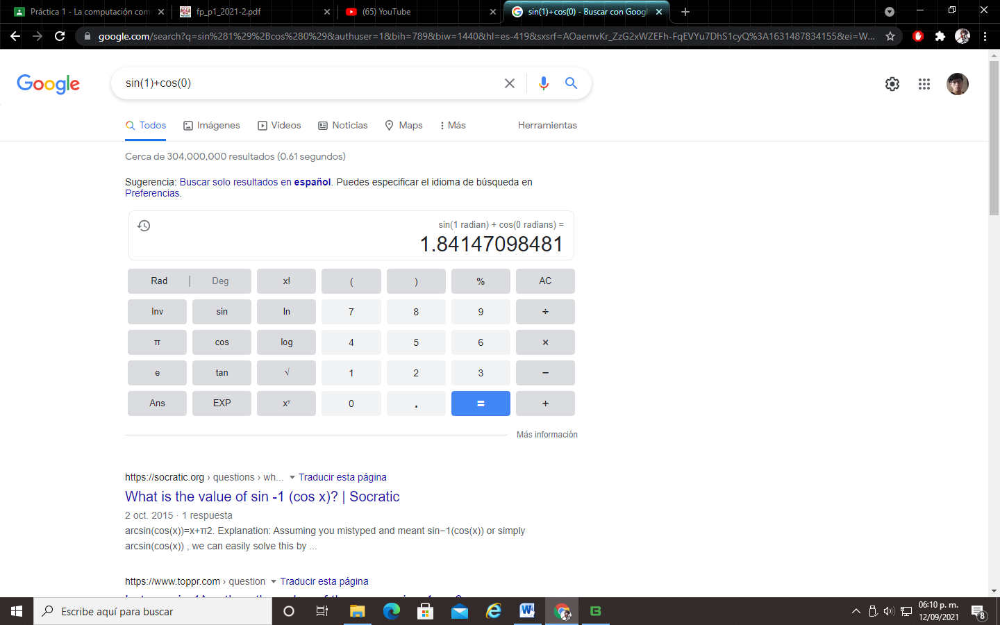 Práctica 1 - La computación com
fp_p1_2021-2.pdf
(65) YouTube
sin(1)+cos(0) - Buscar con Google
google.com/search?q=sin%281%29%2Bcos%280%29&authuser=1&bih=789&biw=1440&hl=es-419&sxsrf=AOaemvKr_ZzG2xWZEFh-FqEVYu7DhS1cyQ%3A1631487834155&ei=W...
Google
sin(1)+cos(0)
Todos Imágenes Videos Noticias Maps Más Herramientas
Cerca de 304,000,000 resultados (0.61 segundos)
Sugerencia: Buscar solo resultados en español. Puedes especificar el idioma de búsqueda en
Preferencias.
sin(1 radian) + cos(0 radians) =
1.84147098481
Rad | Deg x! ( ) % AC
Inv sin ln 7 8 9 ÷
π cos log 4 5 6 ×
e tan √ 1 2 3 −
Ans EXP xʸ 0 . = +
Más información
https://socratic.org › questions › wh... Traducir esta página
What is the value of sin -1 (cos x)? | Socratic
2 oct. 2015 · 1 respuesta
arcsin(cos(x))=x+π2. Explanation: Assuming you mistyped and meant sin−1(cos(x)) or simply
arcsin(cos(x)) , we can easily solve this by ...
https://www.toppr.com › question Traducir esta página
Escribe aquí para buscar
06:10 p. m.
12/09/2021
8